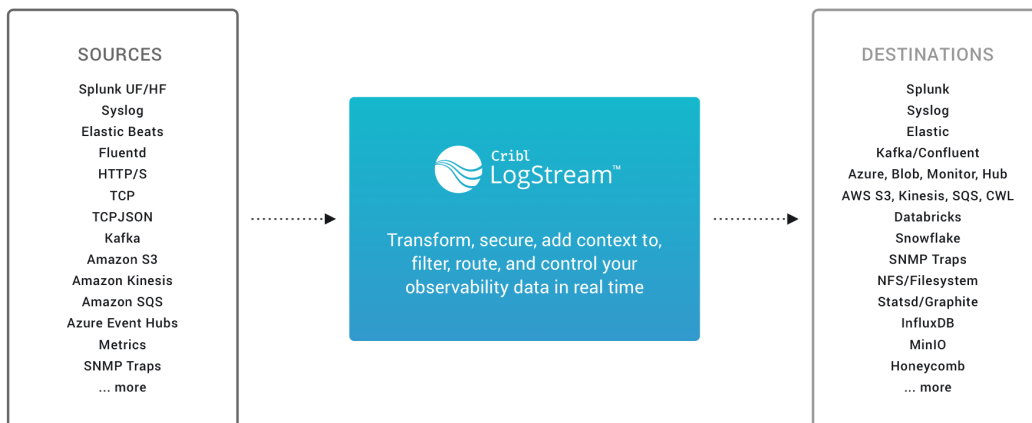 SOURCES
Splunk UF/HF
Syslog
Elastic Beats
Fluentd
HTTP/S
TCP
TCPJSON
Kafka
Amazon S3
Amazon Kinesis
Amazon SQS
Azure Event Hubs
Metrics
SNMP Traps
... more
Cribl
LogStream™
Transform, secure, add context to,
filter, route, and control your
observability data in real time
DESTINATIONS
Splunk
Syslog
Elastic
Kafka/Confluent
Azure, Blob, Monitor, Hub
AWS S3, Kinesis, SQS, CWL
Databricks
Snowflake
SNMP Traps
NFS/Filesystem
Statsd/Graphite
InfluxDB
MinIO
Honeycomb
... more